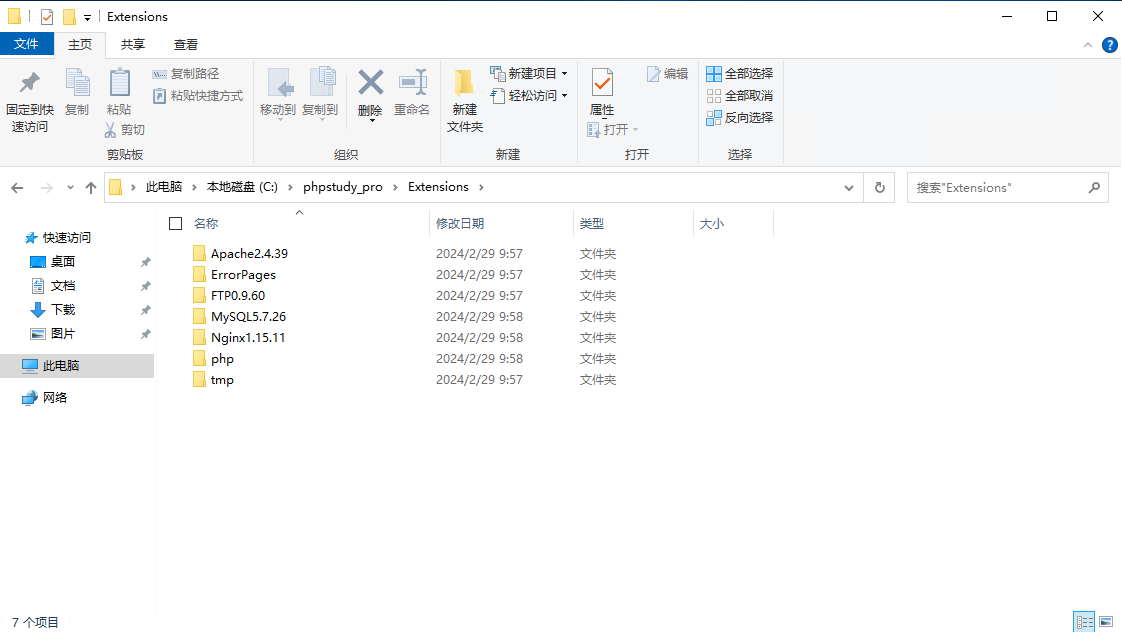 Extensions
文件 主页 共享 查看
固定到快速访问
复制
粘贴
复制路径
粘贴快捷方式
剪切
移动到
复制到
删除
重命名
新建文件夹
新建项目
轻松访问
属性
打开
编辑
全部选择
全部取消
反向选择
剪贴板 组织 新建 打开 选择
此电脑 本地磁盘 (C:) phpstudy_pro Extensions
搜索"Extensions"
快速访问
桌面
文档
下载
图片
此电脑
网络
名称 修改日期 类型 大小
Apache2.4.39 2024/2/29 9:57 文件夹
ErrorPages 2024/2/29 9:57 文件夹
FTP0.9.60 2024/2/29 9:57 文件夹
MySQL5.7.26 2024/2/29 9:58 文件夹
Nginx1.15.11 2024/2/29 9:58 文件夹
php 2024/2/29 9:58 文件夹
tmp 2024/2/29 9:57 文件夹
7 个项目